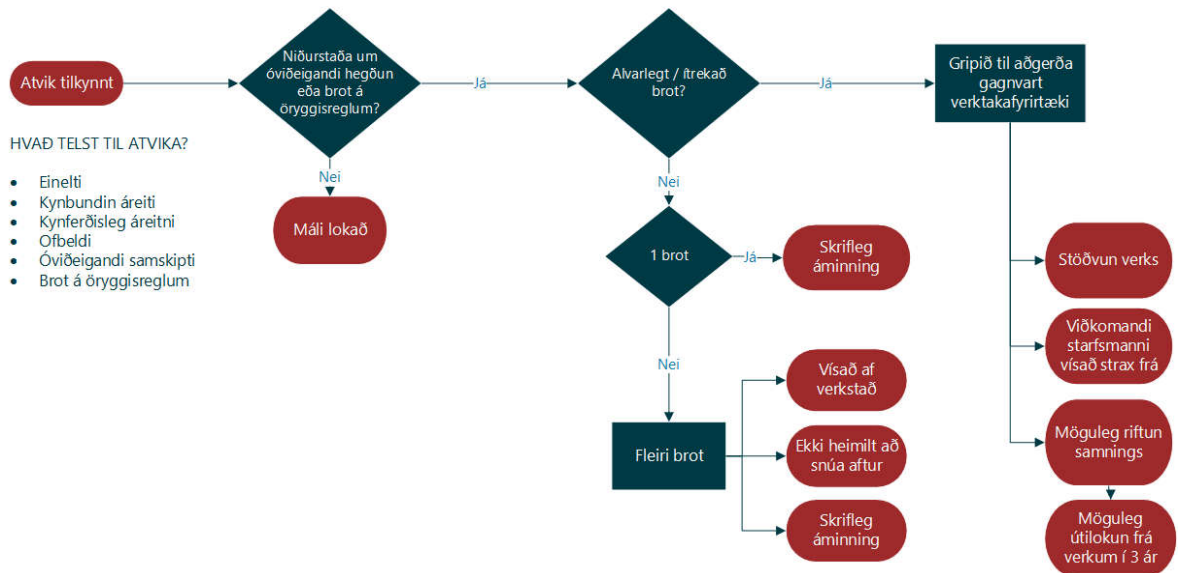 Atvik tilkynnt
Niðurstaða um
óviðeigandi hegðun
eða brot á
öryggisreglum?
Já
Alvarlegt / ítrekað
brot?
Já
Gripið til aðgerða
gagnvart
verktakafyrirtæki
HVAÐ TELST TIL ATVIKA?
• Einelti
• Kynbundin áreiti
• Kynferðisleg áreitni
• Ofbeldi
• Óviðeigandi samskipti
• Brot á öryggisreglum
Nei
Máli lokað
Nei
1 brot
Já
Skrifleg
áminning
Nei
Fleiri brot
Vísað af
verkstað
Ekki heimilt að
snúa aftur
Skrifleg
áminning
Stöðvun verks
Viðkomandi
starfsmanni
vísað strax frá
Möguleg riftun
samnings
Möguleg
útilokun frá
verkum í 3 ár